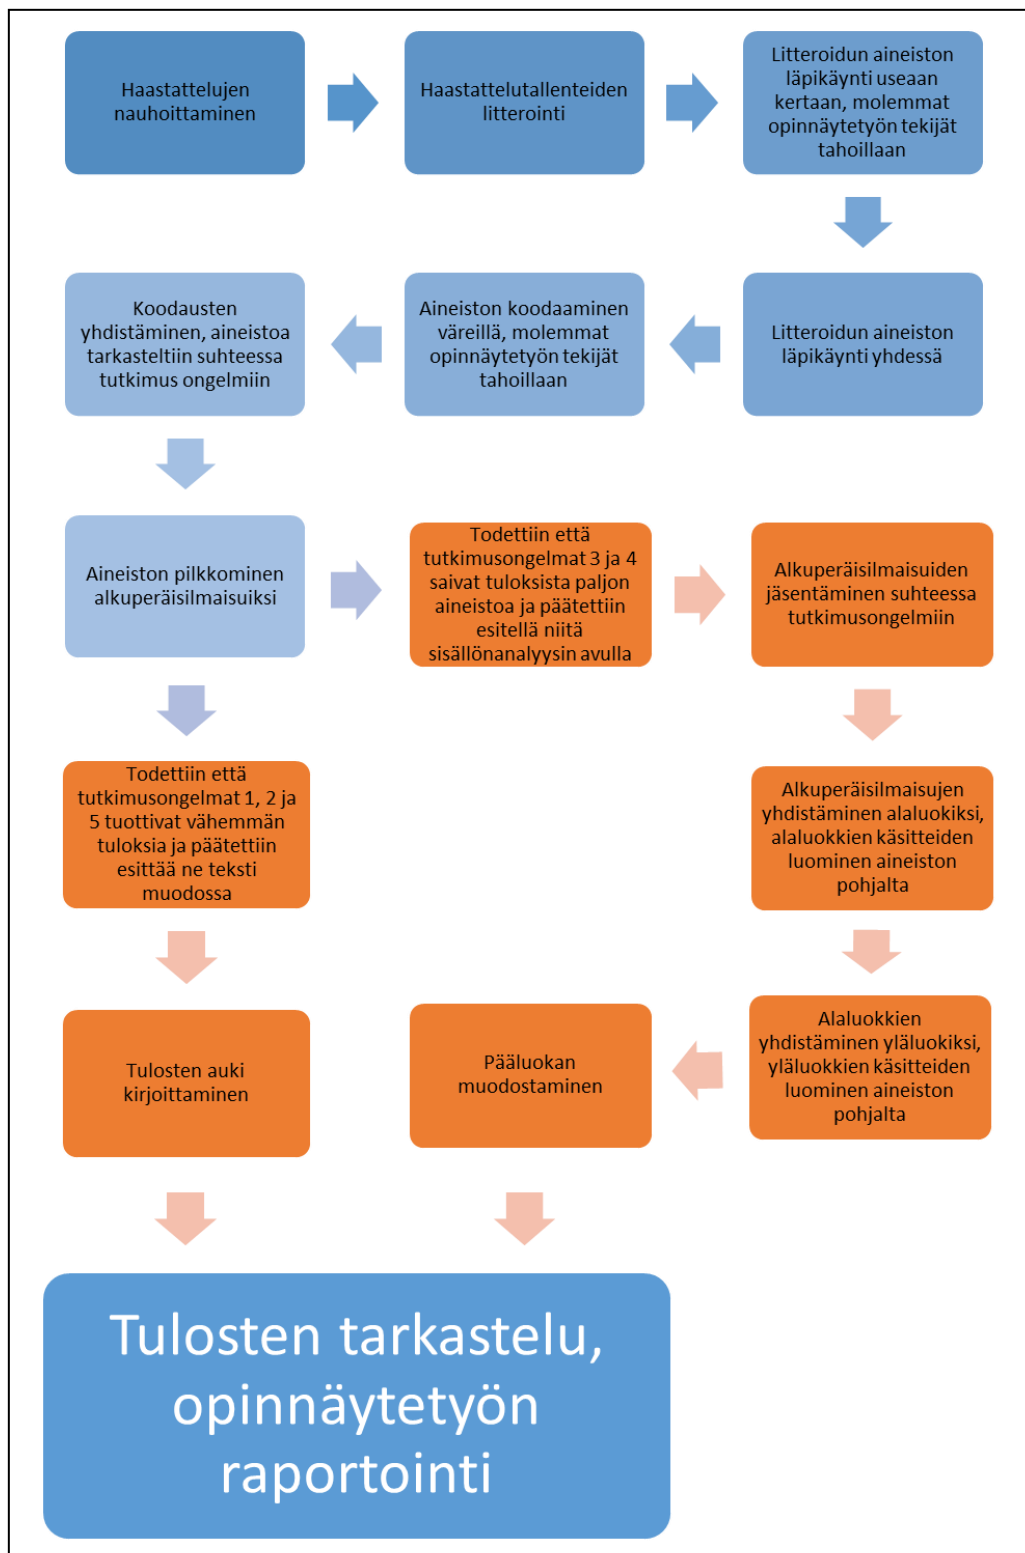 Haastattelujen
nauhoittaminen
Haastattelutallenteiden
litterointi
Litteroidun aineiston
läpikäynti useaan
kertaan, molemmat
opinnäytetyön tekijät
tahoillaan
Litteroidun aineiston
läpikäynti yhdessä
Aineiston koodaaminen
väreillä, molemmat
opinnäytetyön tekijät
tahoillaan
Koodausten
yhdistäminen, aineistoa
tarkasteltiin suhteessa
tutkimus ongelmiin
Aineiston pilkkominen
alkuperäisilmaisuiksi
Todettiin että
tutkimusongelmat 3 ja 4
saivat tuloksista paljon
aineistoa ja päätettiin
esitellä niitä
sisällönanalyysin avulla
Alkuperäisilmaisuiden
jäsentäminen suhteessa
tutkimusongelmiin
Todettiin että
tutkimusongelmat 1, 2 ja
5 tuottivat vähemmän
tuloksia ja päätettiin
esittää ne teksti
muodossa
Alkuperäisilmaisujen
yhdistäminen alaluokiksi,
alaluokkien käsitteiden
luominen aineiston
pohjalta
Tulosten auki
kirjoittaminen
Pääluokan
muodostaminen
Alaluokkien
yhdistäminen yläluokiksi,
yläluokkien käsitteiden
luominen aineiston
pohjalta
Tulosten tarkastelu,
opinnäytetyön
raportointi